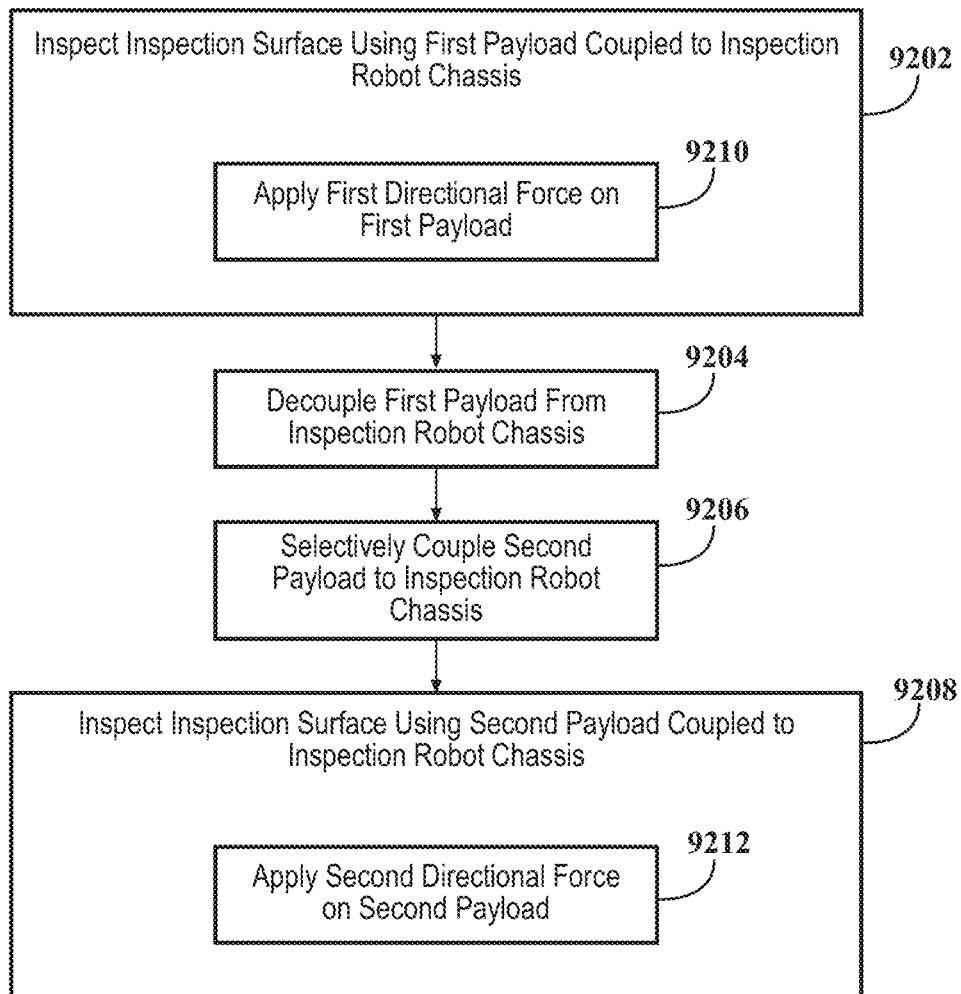 Inspect Inspection Surface Using First Payload Coupled to Inspection
Robot Chassis
9202
9210
Apply First Directional Force on
First Payload
9204
Decouple First Payload From
Inspection Robot Chassis
9206
Selectively Couple Second
Payload to Inspection Robot
Chassis
9208
Inspect Inspection Surface Using Second Payload Coupled to
Inspection Robot Chassis
9212
Apply Second Directional Force
on Second Payload